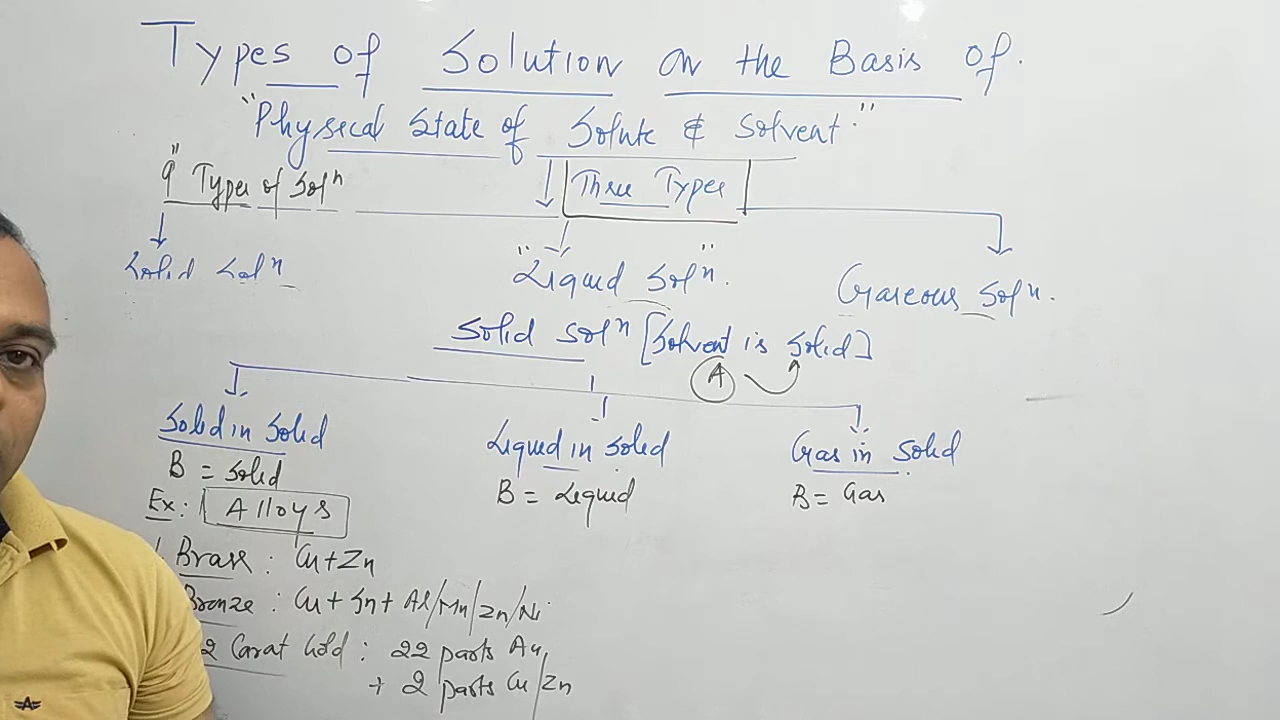 Types of Solution on the Basis of.
"Physical State of Solute & Solvent."
9" Types of Solⁿ
Three Types
Solid Solⁿ
"Liquid Solⁿ".
Gaseous Solⁿ.
Solid Solⁿ [Solvent is Solid]
A
Solid in Solid
Liquid in Solid
Gas in Solid
B = Solid
B = Liquid
B = Gas
Ex: Alloys
Brass : Cu+Zn
Bronze : Cu + Sn + Al/Mn/Zn/Ni
2 Carat Gold : 22 parts Au
+ 2 parts Cu/Zn
A